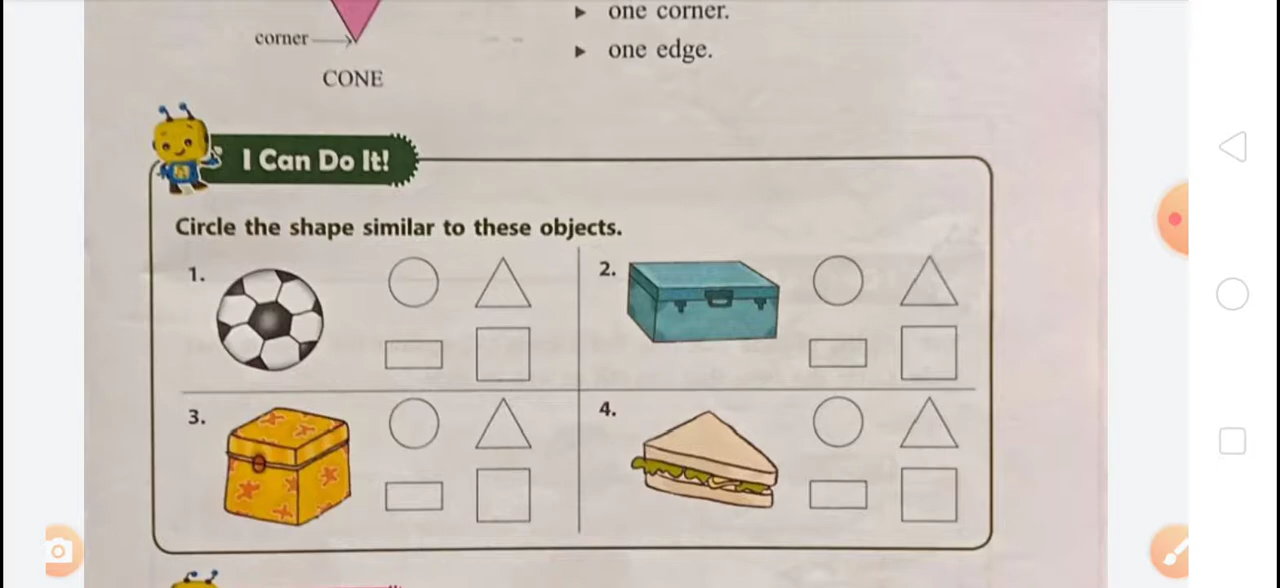 ▶ one corner.
corner
▶ one edge.
CONE
I Can Do It!
Circle the shape similar to these objects.
1.
2.
3.
4.